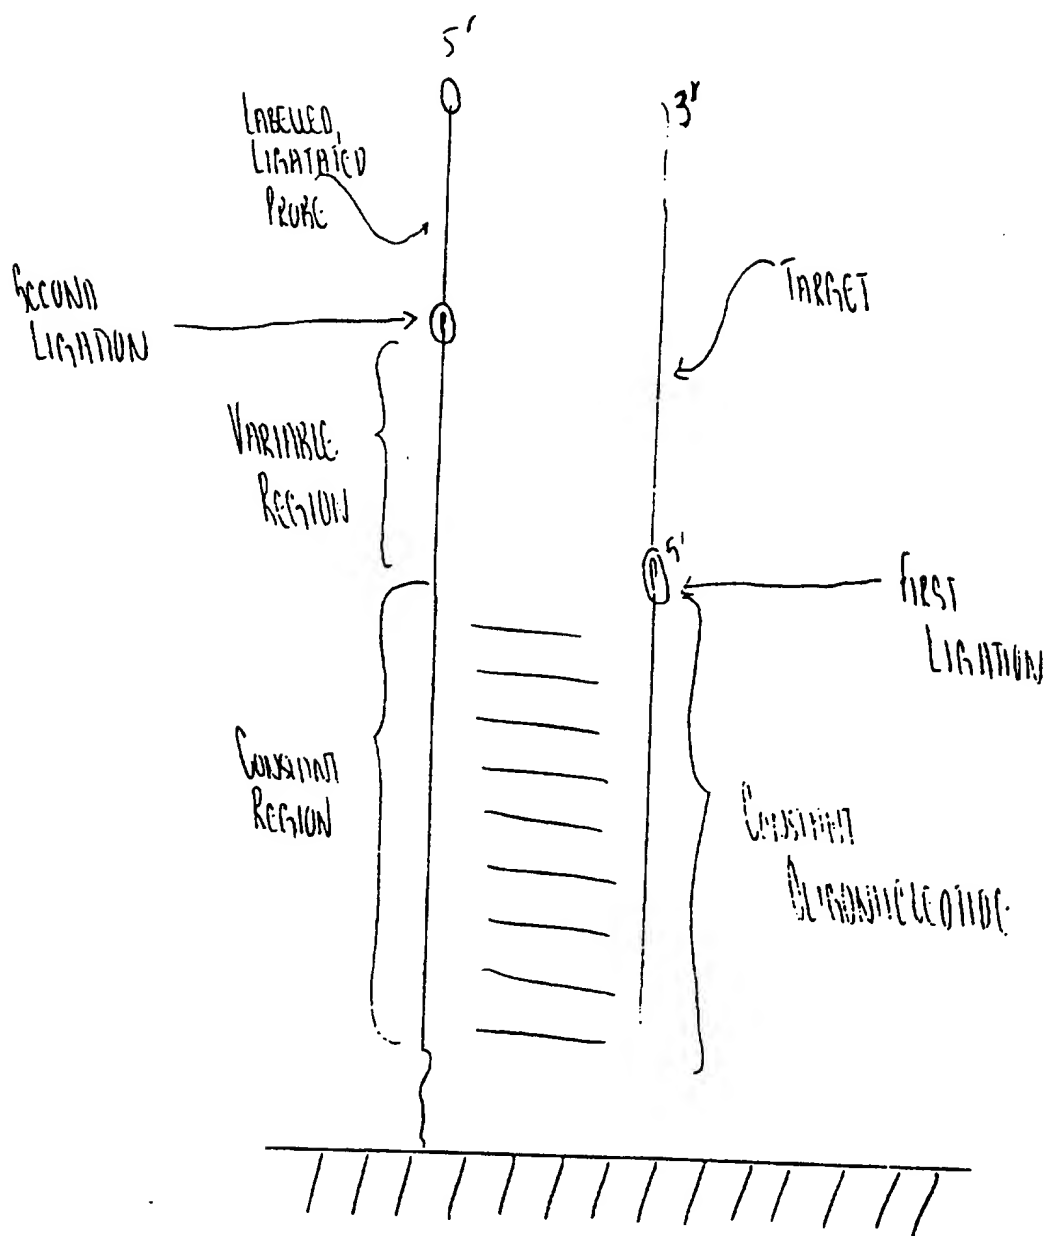 5'
LABELLED,
LIGATATED
PROBE
3'
SECOND
LIGATION
TARGET
VARIABLE
REGION
5'
FIRST
LIGATION
CONSTANT
REGION
CONSTANT
OLIGONUCLEOTIDE
P
P